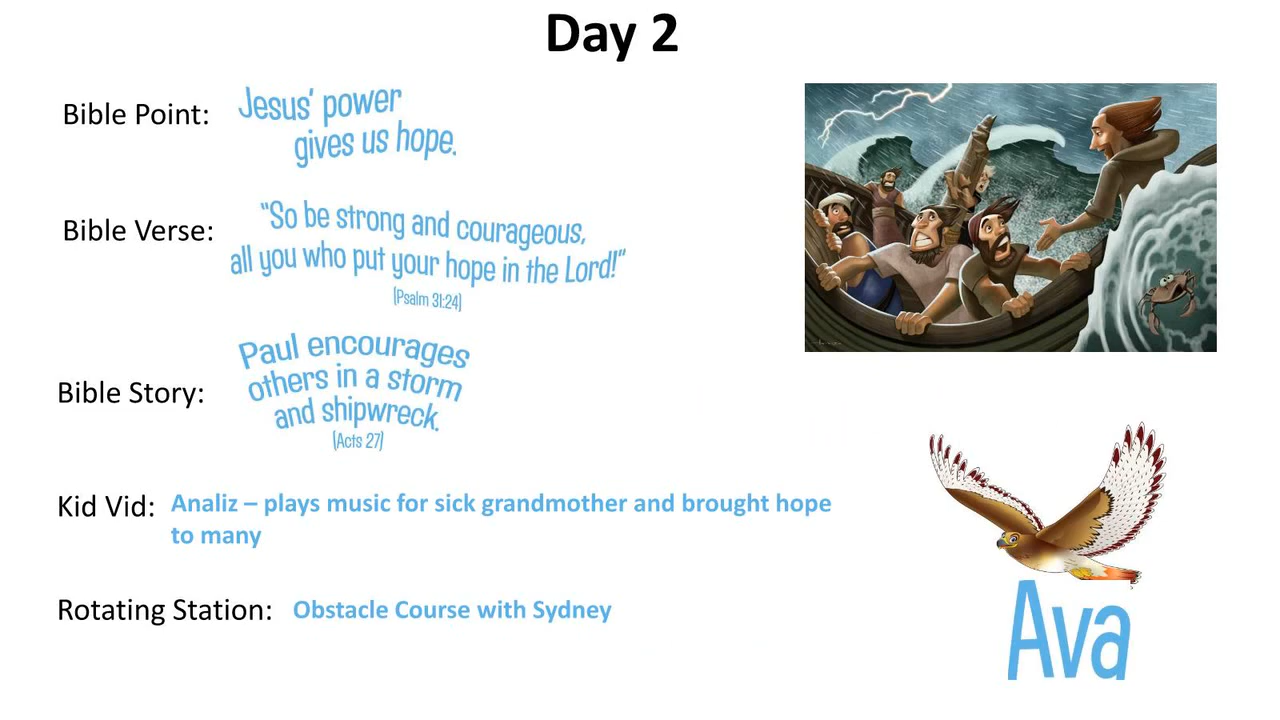 Day 2
Bible Point:
Jesus' power
gives us hope.
Bible Verse:
"So be strong and courageous,
all you who put your hope in the Lord!"
(Psalm 31:24)
Bible Story:
Paul encourages
others in a storm
and shipwreck.
(Acts 27)
Kid Vid:
Analiz – plays music for sick grandmother and brought hope
to many
Rotating Station:
Obstacle Course with Sydney
Ava